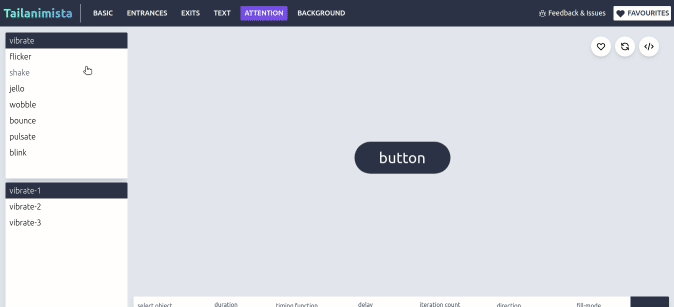 Tailanimista BASIC ENTRANCES EXITS TEXT ATTENTION BACKGROUND Feedback & Issues FAVOURITES
vibrate
flicker
shake
jello
wobble
bounce
pulsate
blink
button
vibrate-1
vibrate-2
vibrate-3
select object duration timing function delay iteration count direction fill-mode